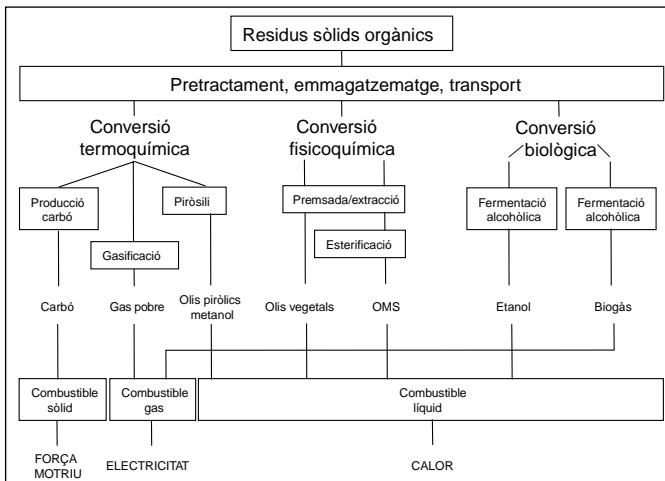 Residus sòlids orgànics
Pretractament, emmagatzematge, transport
Conversió
termoquímica
Conversió
fisicoquímica
Conversió
biològica
Producció
carbó
Piròsili
Premsada/extracció
Fermentació
alcohòlica
Fermentació
alcohòlica
Gasificació
Esterificació
Carbó
Gas pobre
Olis piròlics
metanol
Olis vegetals
OMS
Etanol
Biogàs
Combustible
sòlid
Combustible
gas
Combustible
líquid
FORÇA
MOTRIU
ELECTRICITAT
CALOR